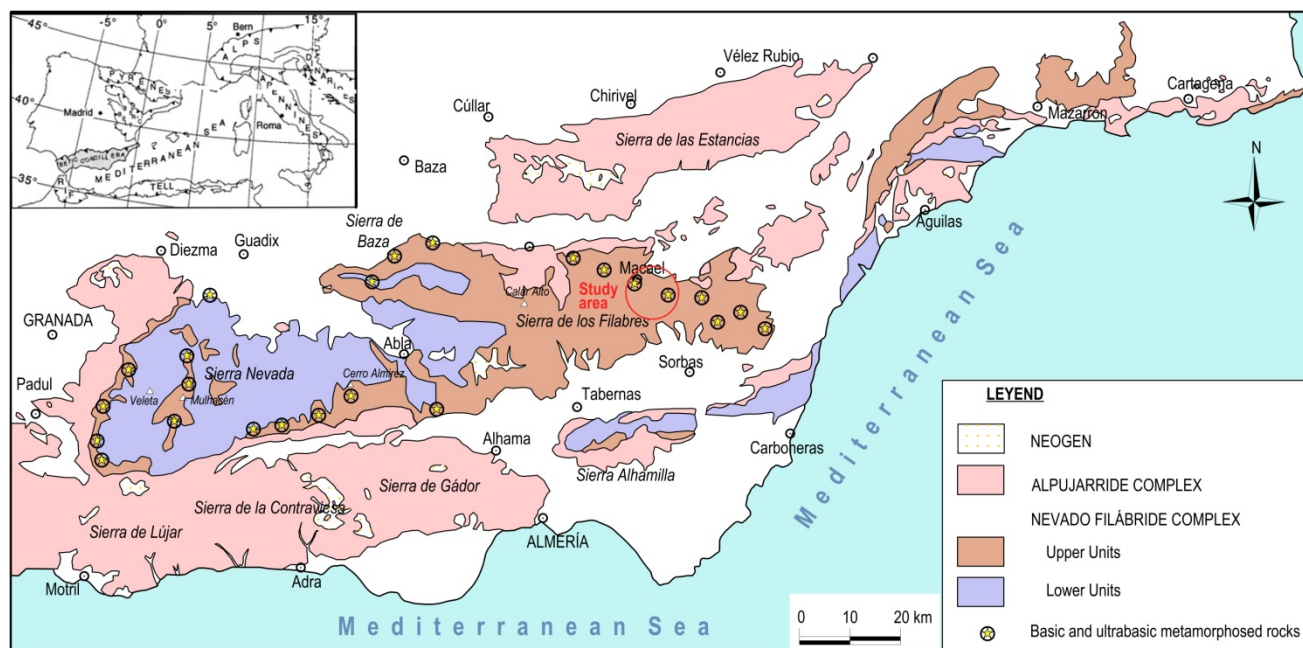 45°
-5°
0°
5°
Bern
10°
15°
ALPS
DINARIC
PYRENEES
APENNINES
40°
Madrid
Roma
BETIC CORDILLERA
MEDITERRANEAN SEA
35°
RIF
TELL
Vélez Rubio
Chirivel
Cúllar
Cartagena
Mazarrón
Sierra de las Estancias
Baza
N
Sierra de
Baza
Aguilas
Diezma
Guadix
Macael
Calar Alto
Study
area
GRANADA
Sierra de los Filabres
Abla
Sorbas
Sierra Nevada
Cerro Almirez
Padul
Veleta
Mulhacén
Tabernas
Mediterranean Sea
Alhama
Carboneras
Sierra Alhamilla
Sierra de Gádor
Sierra de la Contraviesa
Sierra de Lújar
ALMERÍA
Adra
Motril
Mediterranean Sea
0 10 20 km
LEYEND
NEOGEN
ALPUJARRIDE COMPLEX
NEVADO FILÁBRIDE COMPLEX
Upper Units
Lower Units
Basic and ultrabasic metamorphosed rocks